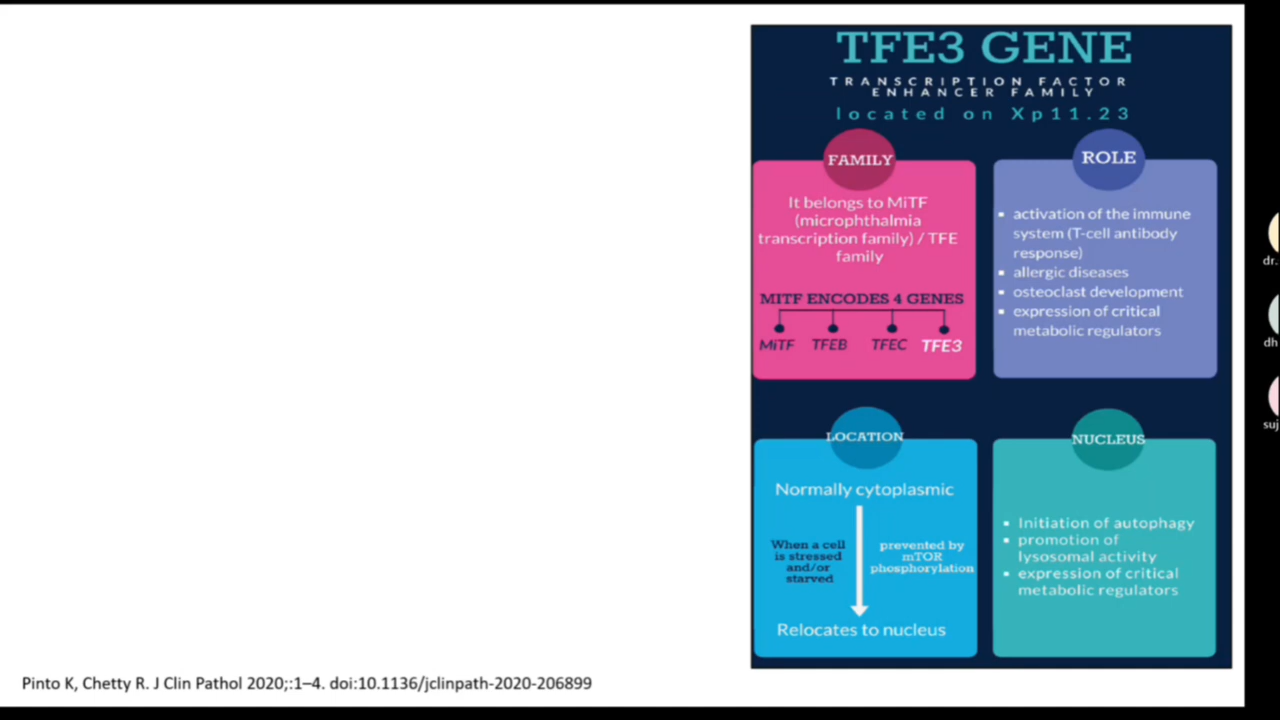 TFE3 GENE
TRANSCRIPTION FACTOR
ENHANCER FAMILY
located on Xp11.23
FAMILY
It belongs to MiTF
(microphthalmia
transcription family) / TFE
family
MITF ENCODES 4 GENES
MiTF TFEB TFEC TFE3
ROLE
▪ activation of the immune
system (T-cell antibody
response)
▪ allergic diseases
▪ osteoclast development
▪ expression of critical
metabolic regulators
LOCATION
Normally cytoplasmic
When a cell
is stressed
and/or
starved
prevented by
mTOR
phosphorylation
Relocates to nucleus
NUCLEUS
▪ Initiation of autophagy
▪ promotion of
lysosomal activity
▪ expression of critical
metabolic regulators
Pinto K, Chetty R. J Clin Pathol 2020;:1–4. doi:10.1136/jclinpath-2020-206899
dr.
dh
suj